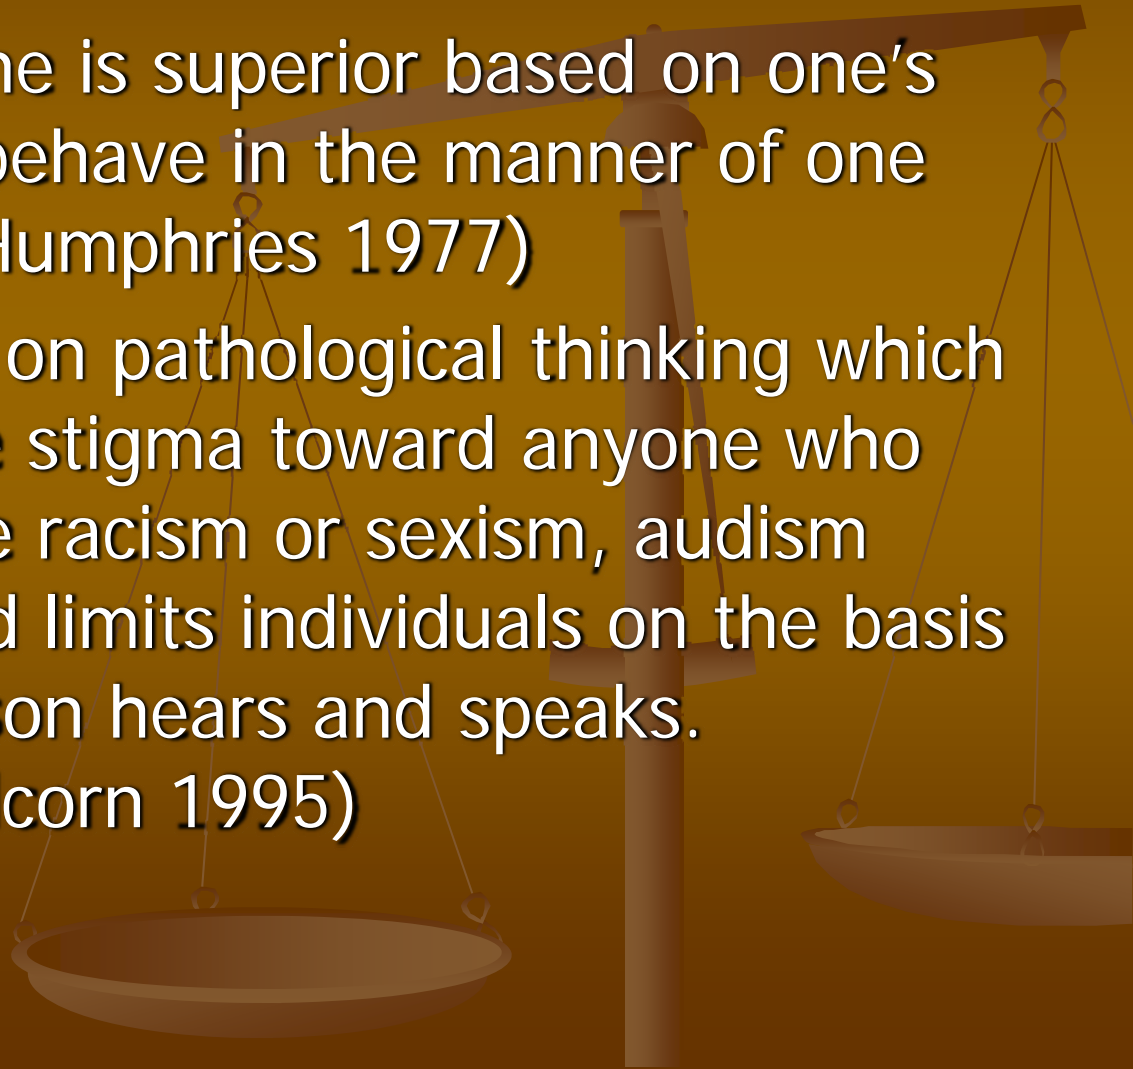 ne is superior based on one's
behave in the manner of one
Humphries 1977)
on pathological thinking which
e stigma toward anyone who
e racism or sexism, audism
d limits individuals on the basis
son hears and speaks.
lcorn 1995)